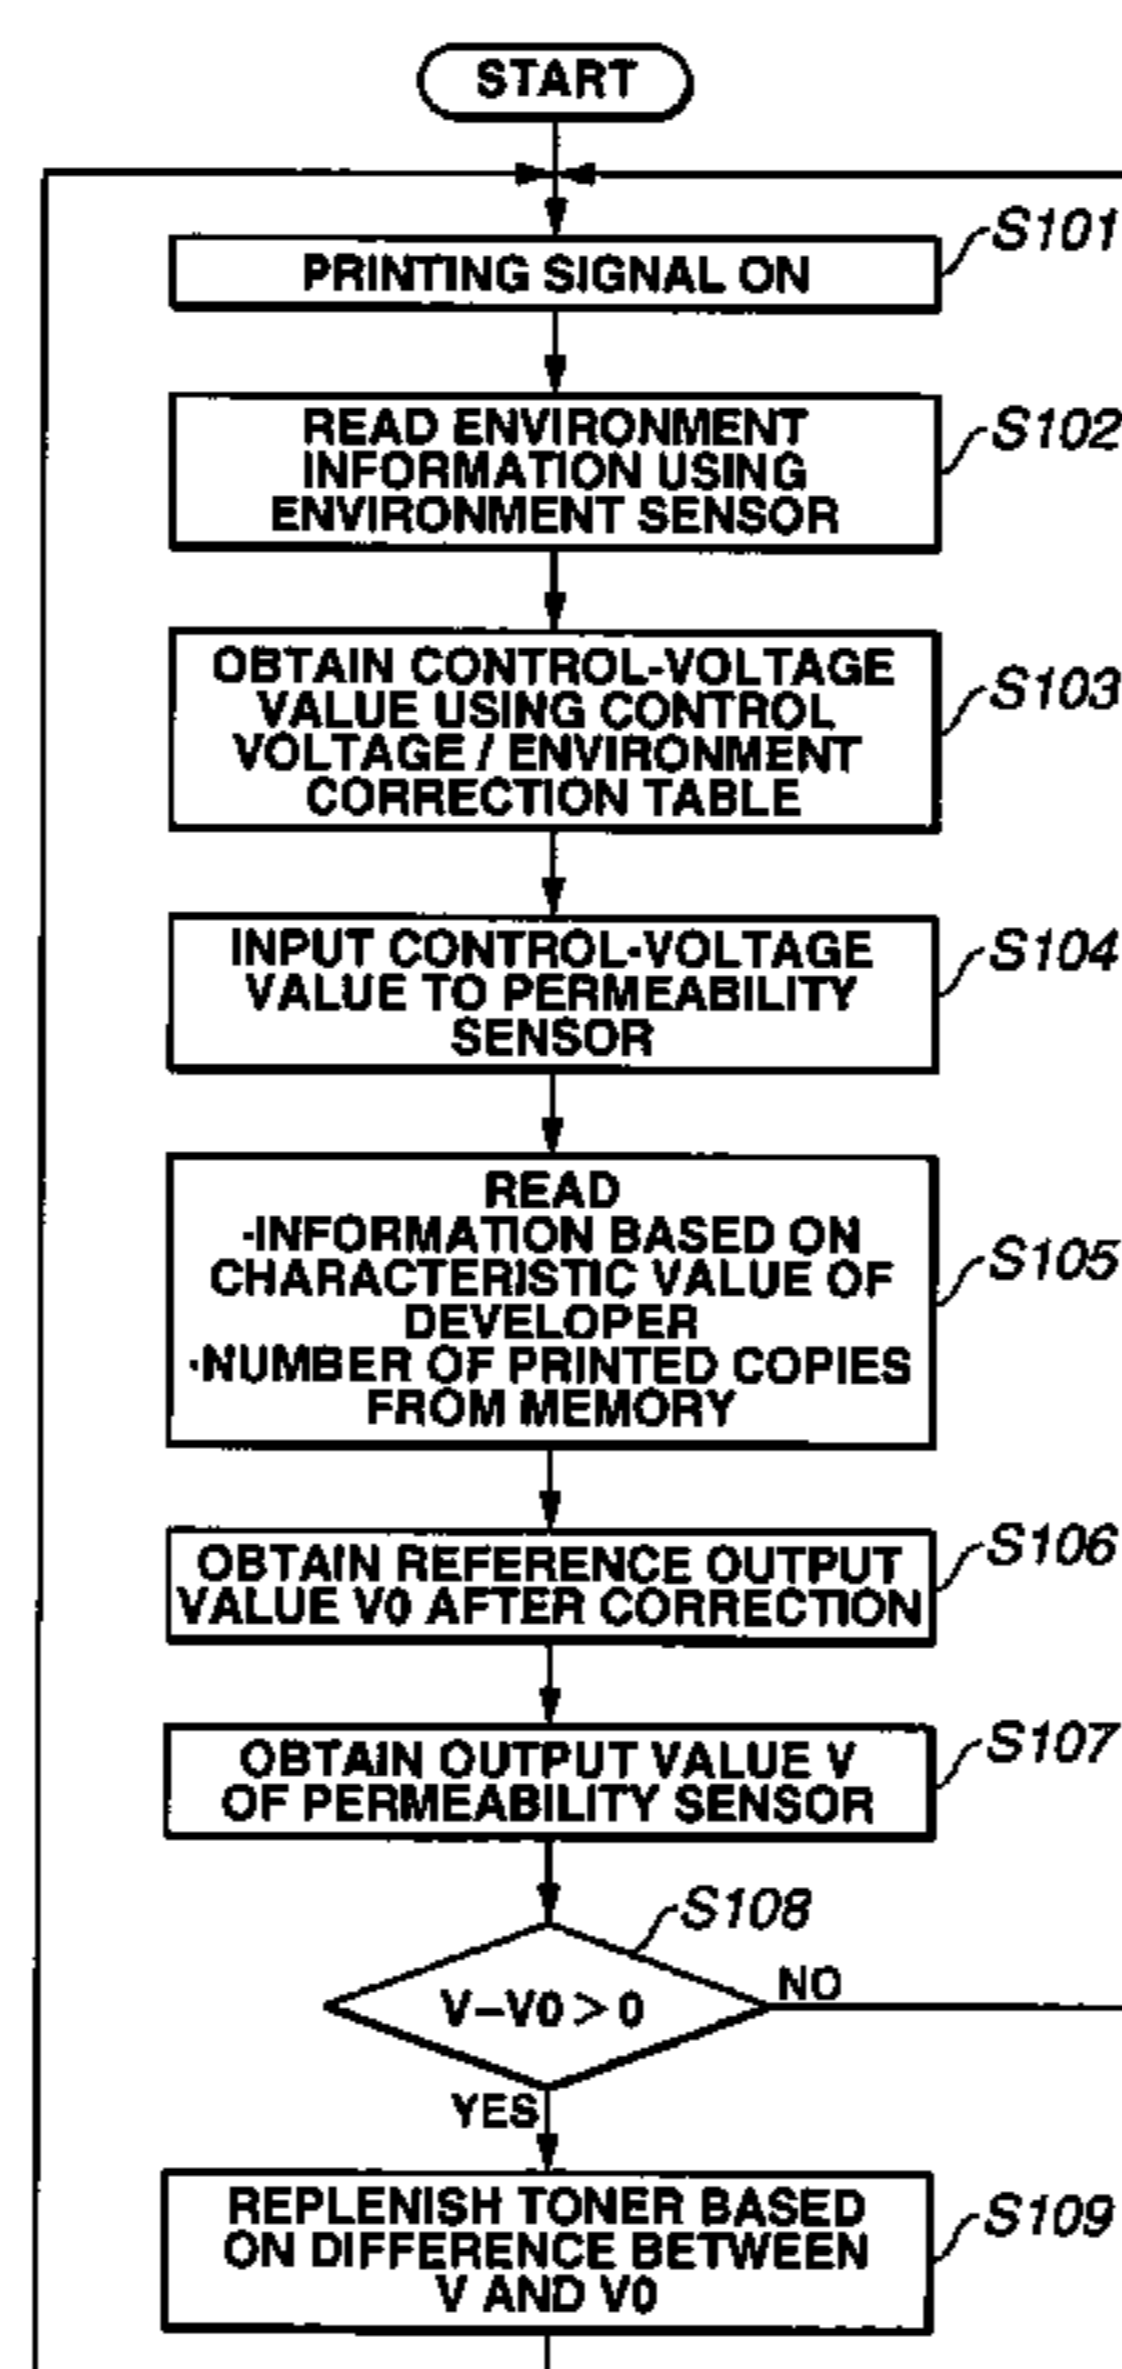 START
S101
PRINTING SIGNAL ON
S102
READ ENVIRONMENT
INFORMATION USING
ENVIRONMENT SENSOR
S103
OBTAIN CONTROL-VOLTAGE
VALUE USING CONTROL
VOLTAGE / ENVIRONMENT
CORRECTION TABLE
S104
INPUT CONTROL-VOLTAGE
VALUE TO PERMEABILITY
SENSOR
S105
READ
·INFORMATION BASED ON
CHARACTERISTIC VALUE OF
DEVELOPER
·NUMBER OF PRINTED COPIES
FROM MEMORY
S106
OBTAIN REFERENCE OUTPUT
VALUE V0 AFTER CORRECTION
S107
OBTAIN OUTPUT VALUE V
OF PERMEABILITY SENSOR
S108
V–V0 > 0
NO
YES
S109
REPLENISH TONER BASED
ON DIFFERENCE BETWEEN
V AND V0